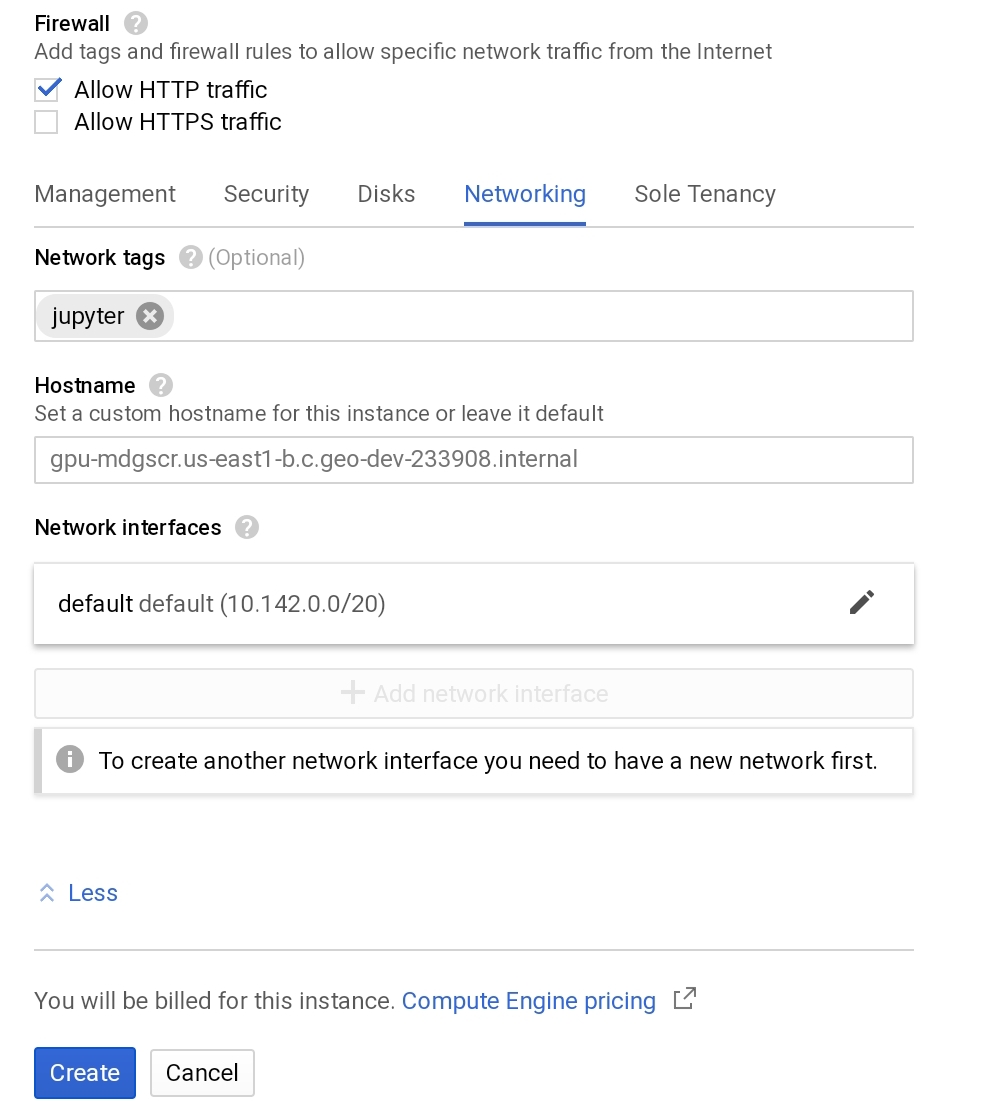 Firewall
Add tags and firewall rules to allow specific network traffic from the Internet
Allow HTTP traffic
Allow HTTPS traffic
Management Security Disks Networking Sole Tenancy
Network tags (Optional)
jupyter
Hostname
Set a custom hostname for this instance or leave it default
gpu-mdgscr.us-east1-b.c.geo-dev-233908.internal
Network interfaces
default default (10.142.0.0/20)
Add network interface
To create another network interface you need to have a new network first.
Less
You will be billed for this instance. Compute Engine pricing
Create Cancel